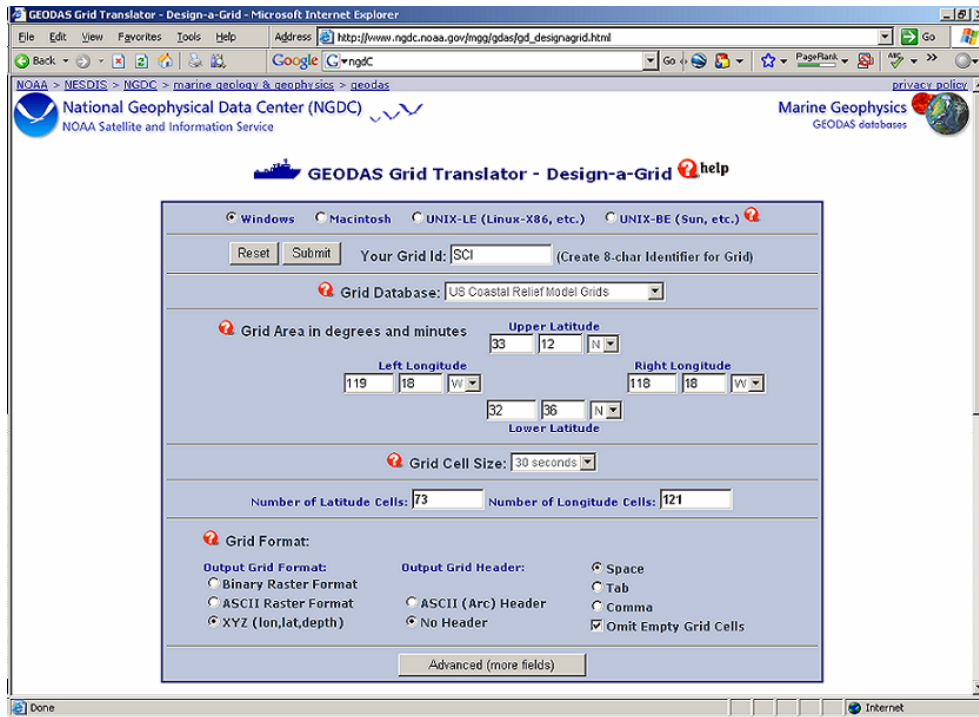 GEODAS Grid Translator - Design-a-Grid - Microsoft Internet Explorer
File Edit View Favorites Tools Help Address http://www.ngdc.noaa.gov/mgg/gdas/gd_designagrid.html Go
Back Google ngdC Go PageRank ABC »
NOAA > NESDIS > NGDC > marine geology & geophysics > geodas privacy policy
National Geophysical Data Center (NGDC) Marine Geophysics
NOAA Satellite and Information Service GEODAS databases
GEODAS Grid Translator - Design-a-Grid ? help
Windows Macintosh UNIX-LE (Linux-X86, etc.) UNIX-BE (Sun, etc.) ?
Reset Submit Your Grid Id: SCI (Create 8-char Identifier for Grid)
? Grid Database: US Coastal Relief Model Grids
? Grid Area in degrees and minutes Upper Latitude
33 12 N
Left Longitude Right Longitude
119 18 W 118 18 W
32 36 N
Lower Latitude
? Grid Cell Size: 30 seconds
Number of Latitude Cells: 73 Number of Longitude Cells: 121
? Grid Format:
Output Grid Format: Output Grid Header: Space
Binary Raster Format Tab
ASCII Raster Format ASCII (Arc) Header Comma
XYZ (lon,lat,depth) No Header Omit Empty Grid Cells
Advanced (more fields)
Done Internet